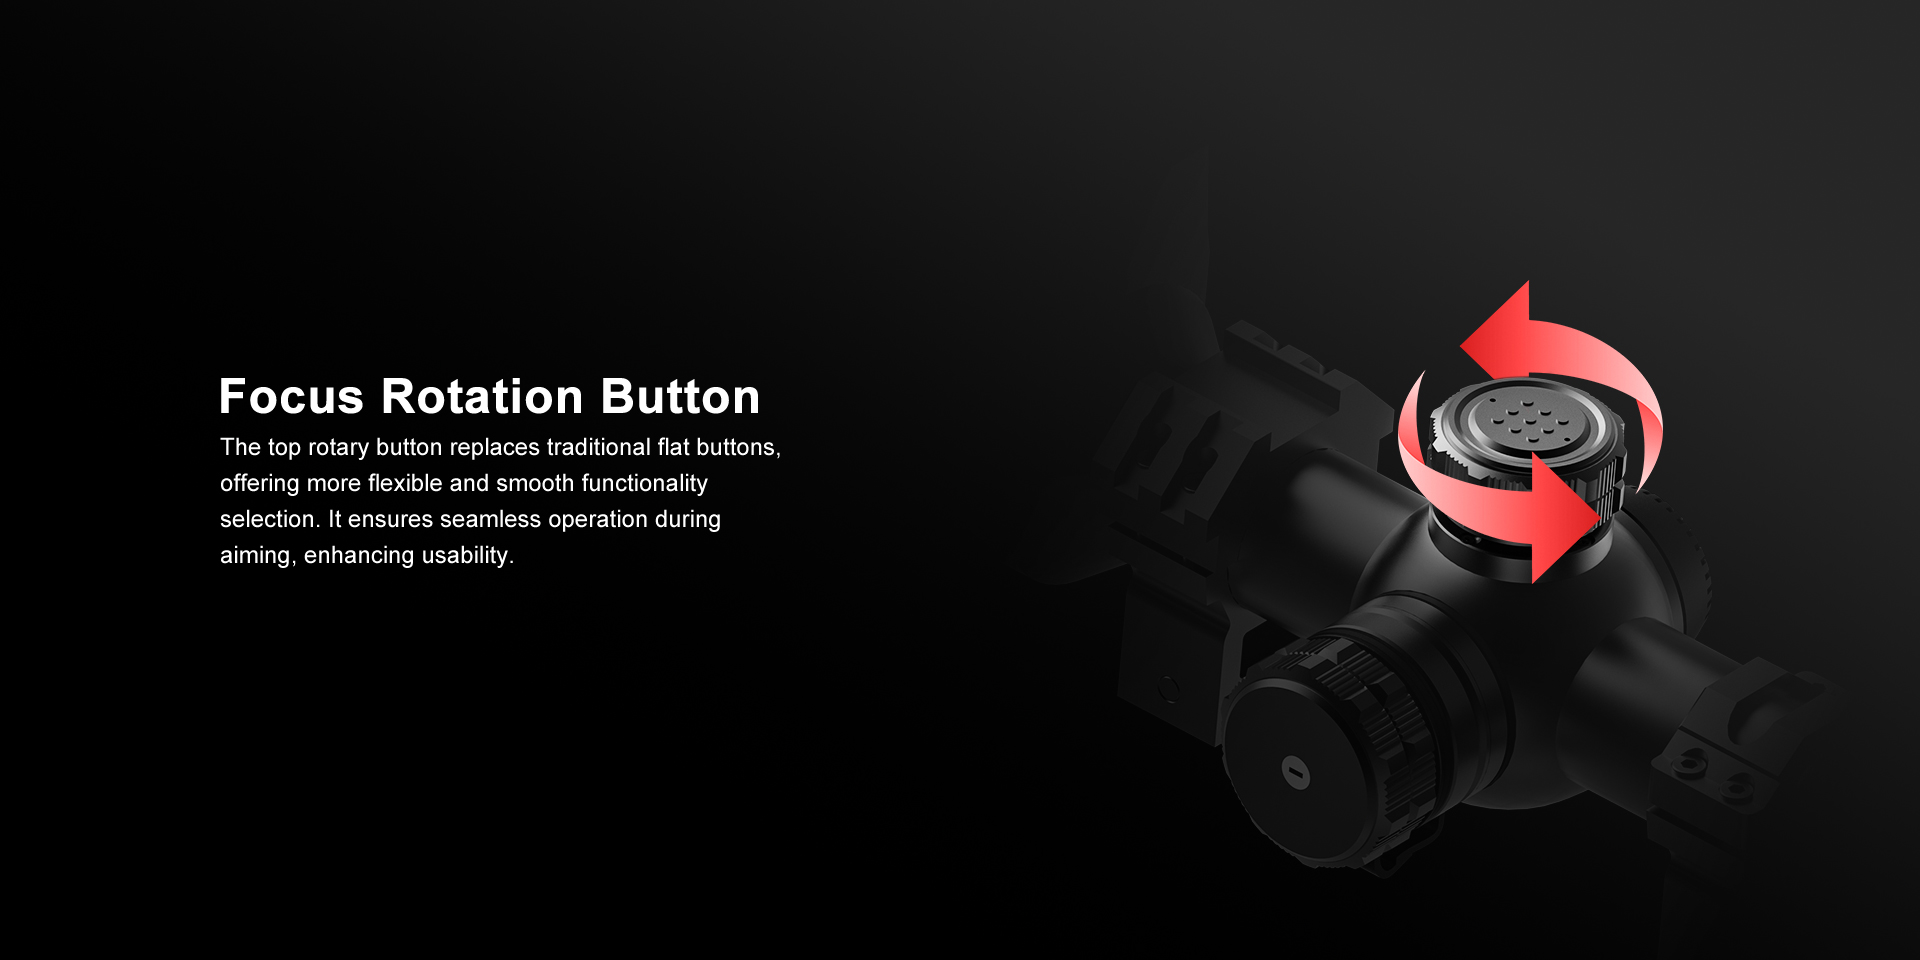 Focus Rotation Button
The top rotary button replaces traditional flat buttons,
offering more flexible and smooth functionality
selection. It ensures seamless operation during
aiming, enhancing usability.